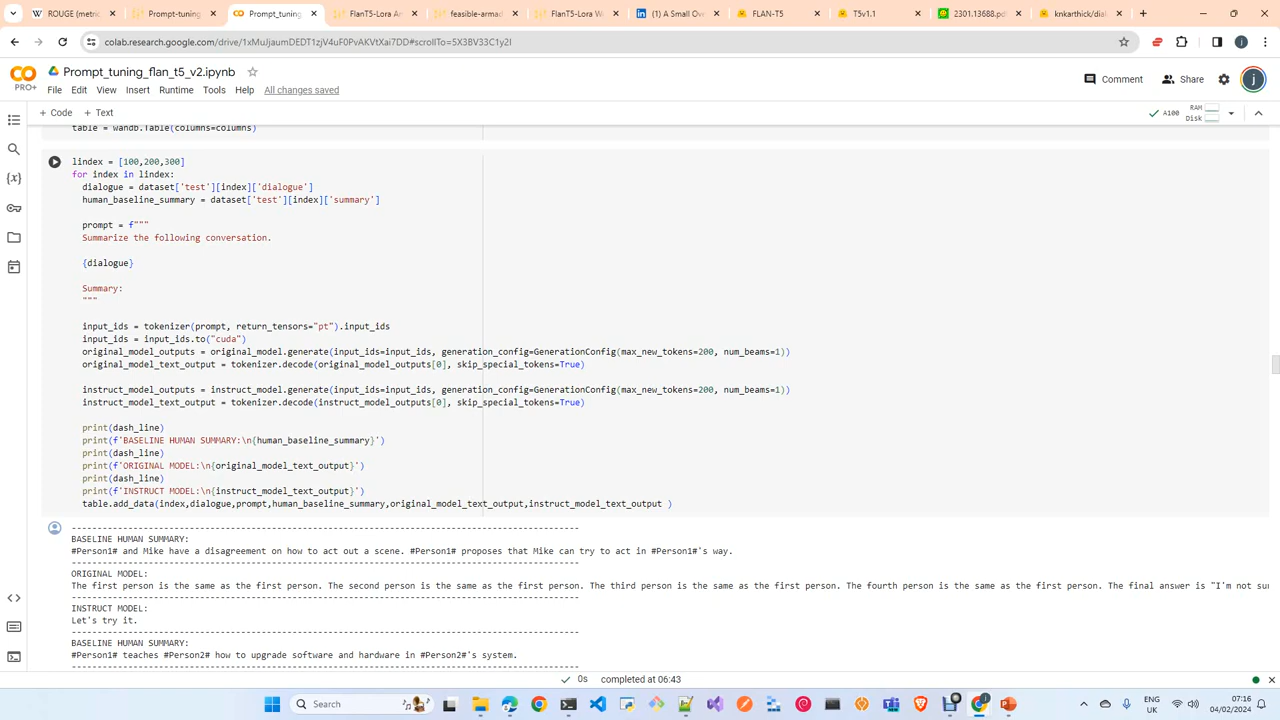 ROUGE (metric
Prompt-tuning
Prompt_tuning
FlanT5-Lora Ar
feasible-armad
FlanT5-Lora W
(1) A Small Ove
FLAN-T5
T5v1.1
2301.13688.pd
knkarthick/dial
colab.research.google.com/drive/1xMuJjaumDEDT1zjV4uF0PvAKVtXai7DD#scrollTo=5X3BV33C1y2I
Prompt_tuning_flan_t5_v2.ipynb
PRO+
File Edit View Insert Runtime Tools Help All changes saved
Comment
Share
j
+ Code + Text
A100
RAM
Disk
table = wandb.Table(columns=columns)
lindex = [100,200,300]
for index in lindex:
dialogue = dataset['test'][index]['dialogue']
human_baseline_summary = dataset['test'][index]['summary']
prompt = f"""
Summarize the following conversation.
{dialogue}
Summary:
"""
input_ids = tokenizer(prompt, return_tensors="pt").input_ids
input_ids = input_ids.to("cuda")
original_model_outputs = original_model.generate(input_ids=input_ids, generation_config=GenerationConfig(max_new_tokens=200, num_beams=1))
original_model_text_output = tokenizer.decode(original_model_outputs[0], skip_special_tokens=True)
instruct_model_outputs = instruct_model.generate(input_ids=input_ids, generation_config=GenerationConfig(max_new_tokens=200, num_beams=1))
instruct_model_text_output = tokenizer.decode(instruct_model_outputs[0], skip_special_tokens=True)
print(dash_line)
print(f'BASELINE HUMAN SUMMARY:\n{human_baseline_summary}')
print(dash_line)
print(f'ORIGINAL MODEL:\n{original_model_text_output}')
print(dash_line)
print(f'INSTRUCT MODEL:\n{instruct_model_text_output}')
table.add_data(index,dialogue,prompt,human_baseline_summary,original_model_text_output,instruct_model_text_output )
---------------------------------------------------------------------------------------------------
BASELINE HUMAN SUMMARY:
#Person1# and Mike have a disagreement on how to act out a scene. #Person1# proposes that Mike can try to act in #Person1#'s way.
---------------------------------------------------------------------------------------------------
ORIGINAL MODEL:
The first person is the same as the first person. The second person is the same as the first person. The third person is the same as the first person. The fourth person is the same as the first person. The final answer is "I'm not su
---------------------------------------------------------------------------------------------------
INSTRUCT MODEL:
Let's try it.
---------------------------------------------------------------------------------------------------
BASELINE HUMAN SUMMARY:
#Person1# teaches #Person2# how to upgrade software and hardware in #Person2#'s system.
---------------------------------------------------------------------------------------------------
0s completed at 06:43
Search
ENG
UK
07:16
04/02/2024